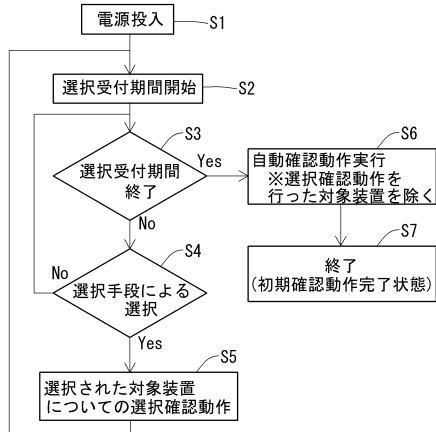 電源投入
S1
選択受付期間開始
S2
S3
選択受付期間
終了
Yes
No
S6
自動確認動作実行
※選択確認動作を
行った対象装置を除く
S7
終了
(初期確認動作完了状態)
S4
選択手段による
選択
No
Yes
S5
選択された対象装置
についての選択確認動作